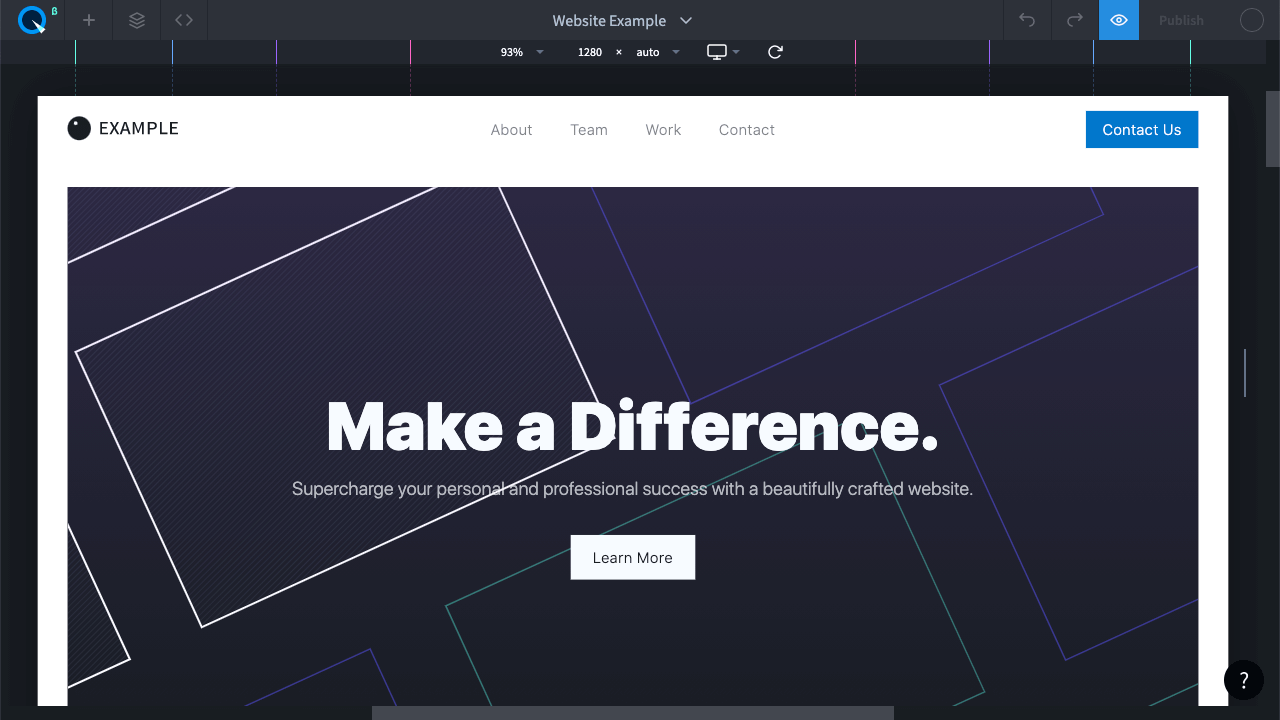 β
Website Example
Publish
93%
1280 × auto
EXAMPLE
About
Team
Work
Contact
Contact Us
Make a Difference.
Supercharge your personal and professional success with a beautifully crafted website.
Learn More
?